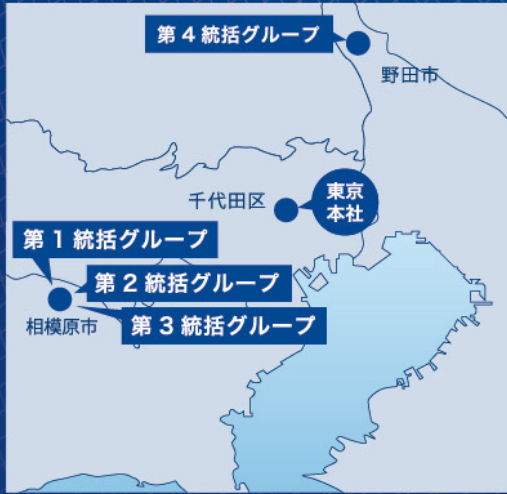 第4統括グループ
野田市
千代田区
東京
本社
第1統括グループ
第2統括グループ
第3統括グループ
相模原市